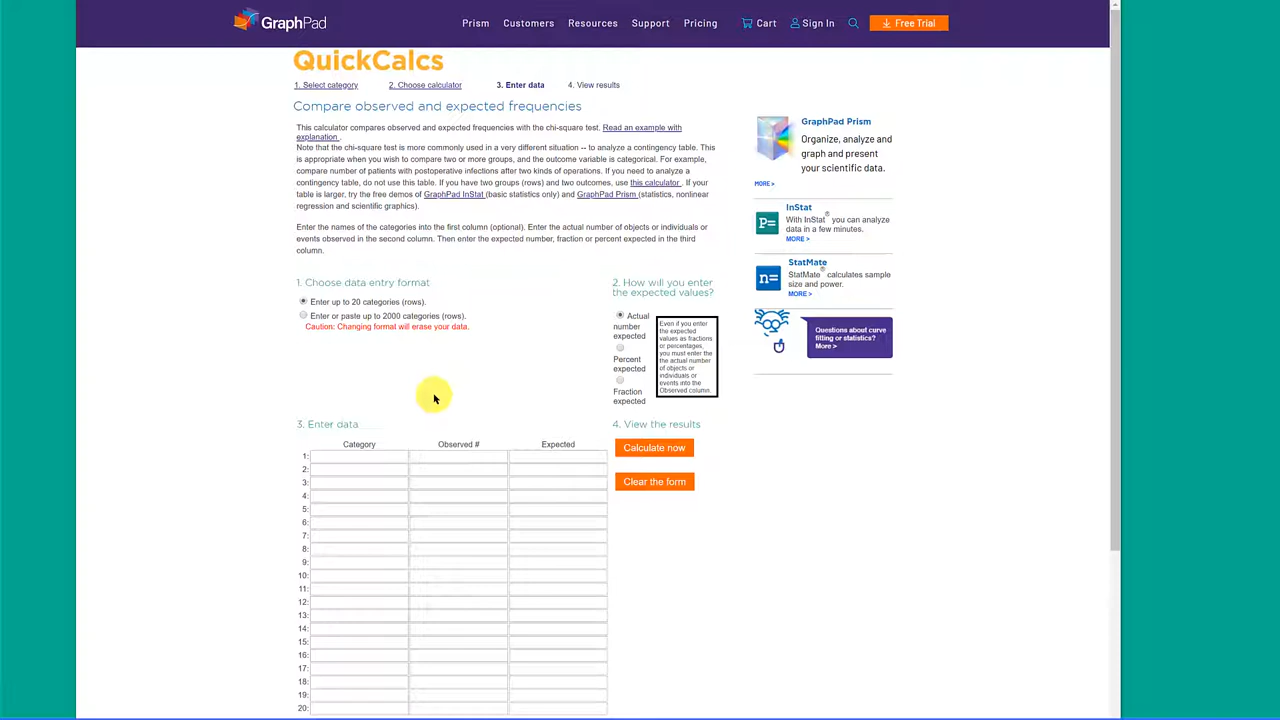 GraphPad
Prism Customers Resources Support Pricing Cart Sign In Free Trial
QuickCalcs
1. Select category 2. Choose calculator 3. Enter data 4. View results
Compare observed and expected frequencies
This calculator compares observed and expected frequencies with the chi-square test. Read an example with
explanation .
Note that the chi-square test is more commonly used in a very different situation -- to analyze a contingency table. This
is appropriate when you wish to compare two or more groups, and the outcome variable is categorical. For example,
compare number of patients with postoperative infections after two kinds of operations. If you need to analyze a
contingency table, do not use this table. If you have two groups (rows) and two outcomes, use this calculator . If your
table is larger, try the free demos of GraphPad InStat (basic statistics only) and GraphPad Prism (statistics, nonlinear
regression and scientific graphics).
Enter the names of the categories into the first column (optional). Enter the actual number of objects or individuals or
events observed in the second column. Then enter the expected number, fraction or percent expected in the third
column.
1. Choose data entry format
Enter up to 20 categories (rows).
Enter or paste up to 2000 categories (rows).
Caution: Changing format will erase your data.
2. How will you enter
the expected values?
Actual
number
expected
Percent
expected
Fraction
expected
Even if you enter
the expected
values as fractions
or percentages,
you must enter the
the actual number
of objects or
individuals or
events into the
Observed column.
3. Enter data
Category Observed # Expected
1:
2:
3:
4:
5:
6:
7:
8:
9:
10:
11:
12:
13:
14:
15:
16:
17:
18:
19:
20:
4. View the results
Calculate now
Clear the form
GraphPad Prism
Organize, analyze and
graph and present
your scientific data.
MORE >
P=
InStat
With InStat® you can analyze
data in a few minutes.
MORE >
n=
StatMate
StatMate® calculates sample
size and power.
MORE >
Questions about curve
fitting or statistics?
More >